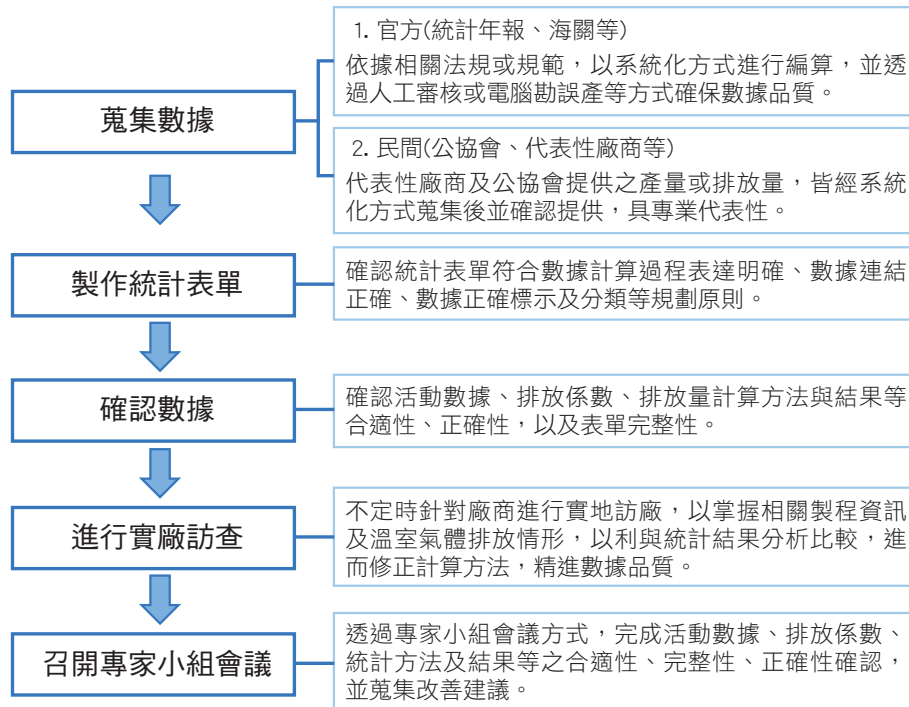 蒐集數據
1. 官方(統計年報、海關等)
依據相關法規或規範，以系統化方式進行編算，並透
過人工審核或電腦勘誤產等方式確保數據品質。
2. 民間(公協會、代表性廠商等)
代表性廠商及公協會提供之產量或排放量，皆經系統
化方式蒐集後並確認提供，具專業代表性。
製作統計表單
確認統計表單符合數據計算過程表達明確、數據連結
正確、數據正確標示及分類等規劃原則。
確認數據
確認活動數據、排放係數、排放量計算方法與結果等
合適性、正確性，以及表單完整性。
進行實廠訪查
不定時針對廠商進行實地訪廠，以掌握相關製程資訊
及溫室氣體排放情形，以利與統計結果分析比較，進
而修正計算方法，精進數據品質。
召開專家小組會議
透過專家小組會議方式，完成活動數據、排放係數、
統計方法及結果等之合適性、完整性、正確性確認，
並蒐集改善建議。